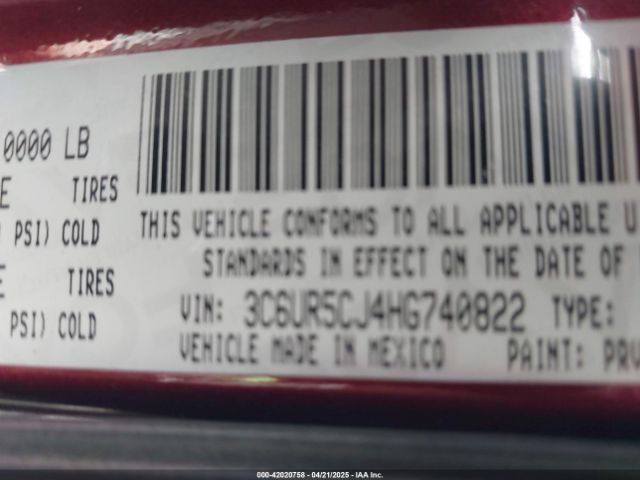 0000 LB
E TIRES
PSI) COLD
E TIRES
PSI) COLD
THIS VEHICLE CONFORMS TO ALL APPLICABLE U
STANDARDS IN EFFECT ON THE DATE OF
VIN: 3C6UR5CJ4HG740822 TYPE:
VEHICLE MADE IN MEXICO PAINT: PRV
000-42020758 - 04/21/2025 - IAA Inc.